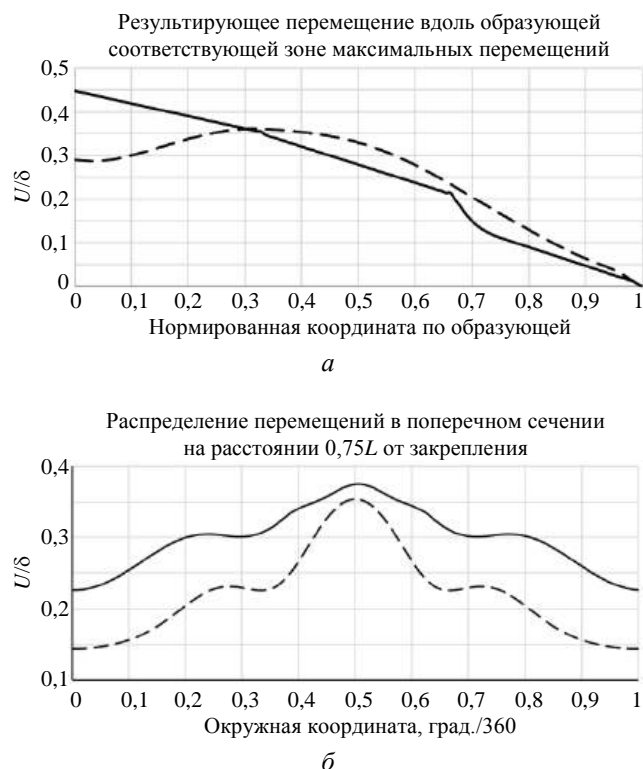 Результирующее перемещение вдоль образующей
соответствующей зоне максимальных перемещений
0,5
0,4
0,3
0,2
0,1
0
U/δ
0 0,1 0,2 0,3 0,4 0,5 0,6 0,7 0,8 0,9 1
Нормированная координата по образующей
а
Распределение перемещений в поперечном сечении
на расстоянии 0,75L от закрепления
0,4
0,3
0,2
0,1
U/δ
0 0,1 0,2 0,3 0,4 0,5 0,6 0,7 0,8 0,9 1
Окружная координата, град./360
б